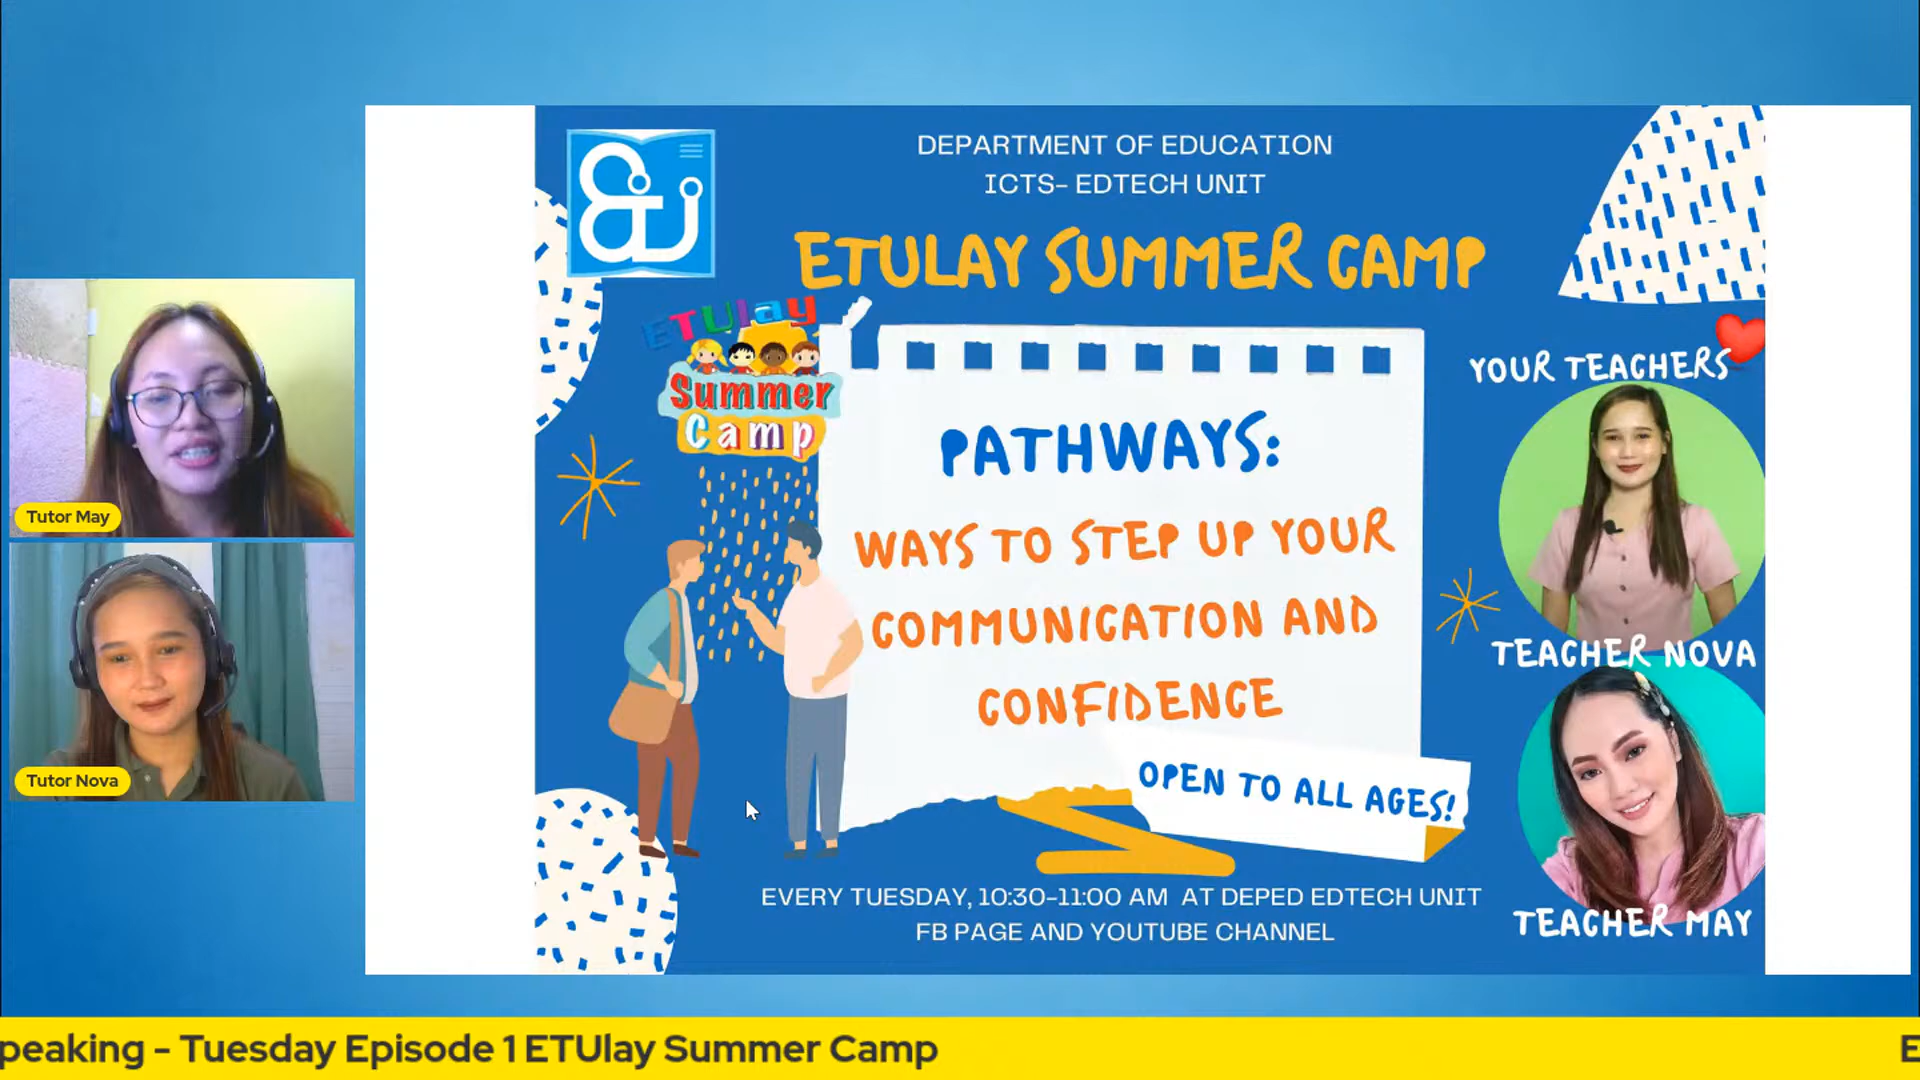 DEPARTMENT OF EDUCATION
ICTS- EDTECH UNIT
ETULAY SUMMER CAMP
ETUlay
Summer
Camp
PATHWAYS:
WAYS TO STEP UP YOUR
COMMUNICATION AND
CONFIDENCE
OPEN TO ALL AGES!
YOUR TEACHERS
TEACHER NOVA
TEACHER MAY
EVERY TUESDAY, 10:30-11:00 AM AT DEPED EDTECH UNIT
FB PAGE AND YOUTUBE CHANNEL
Tutor May
Tutor Nova
peaking - Tuesday Episode 1 ETUlay Summer Camp
E